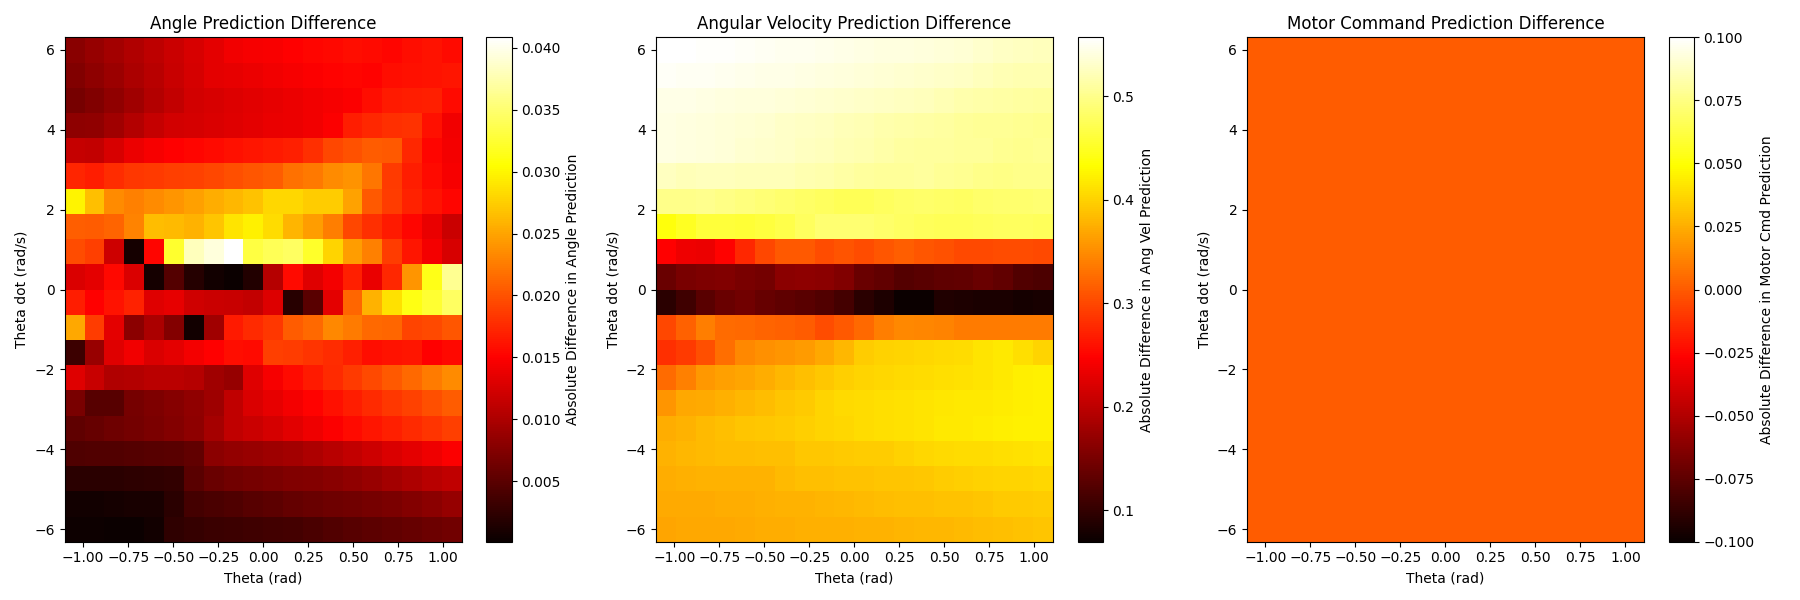 Angle Prediction Difference
6
4
2
0
−2
−4
−6
Theta dot (rad/s)
−1.00 −0.75 −0.50 −0.25 0.00 0.25 0.50 0.75 1.00
Theta (rad)
0.040
0.035
0.030
0.025
0.020
0.015
0.010
0.005
Absolute Difference in Angle Prediction
Angular Velocity Prediction Difference
6
4
2
0
−2
−4
−6
Theta dot (rad/s)
−1.00 −0.75 −0.50 −0.25 0.00 0.25 0.50 0.75 1.00
Theta (rad)
0.5
0.4
0.3
0.2
0.1
Absolute Difference in Ang Vel Prediction
Motor Command Prediction Difference
6
4
2
0
−2
−4
−6
Theta dot (rad/s)
−1.00 −0.75 −0.50 −0.25 0.00 0.25 0.50 0.75 1.00
Theta (rad)
0.100
0.075
0.050
0.025
0.000
−0.025
−0.050
−0.075
−0.100
Absolute Difference in Motor Cmd Prediction